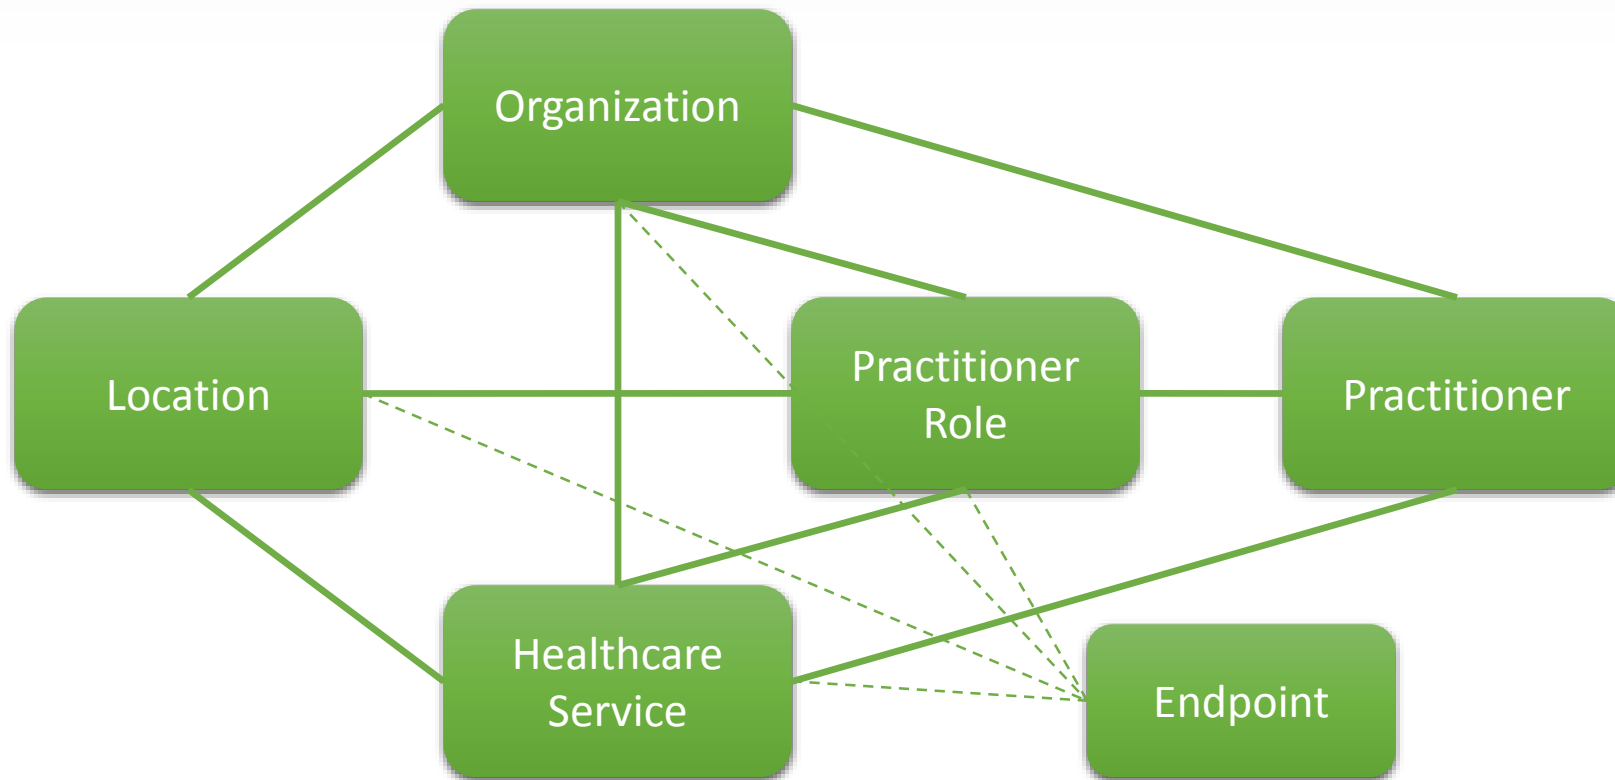 Organization
Location
Practitioner
Role
Practitioner
Healthcare
Service
Endpoint